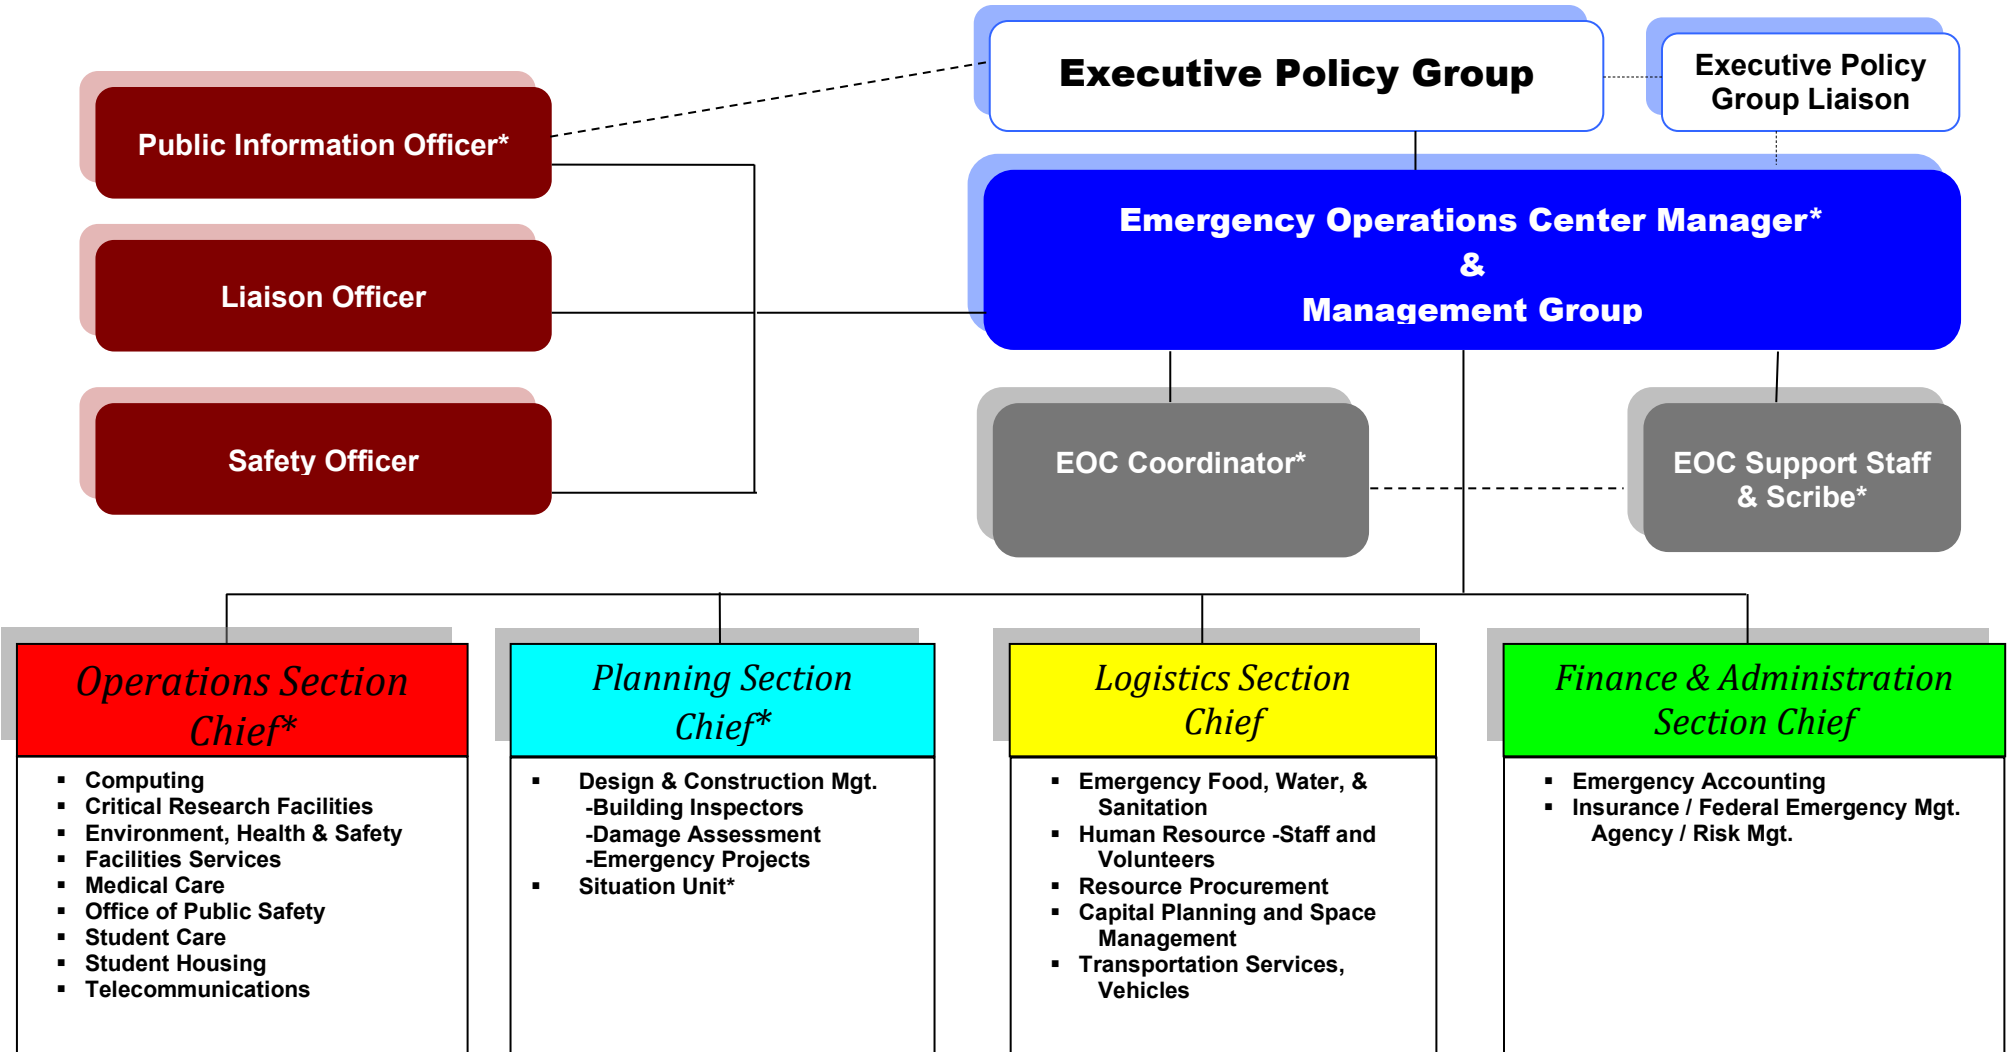 Executive Policy Group
Executive Policy
Group Liaison
Public Information Officer*
Emergency Operations Center Manager*
&
Management Group
Liaison Officer
Safety Officer
EOC Coordinator*
EOC Support Staff
& Scribe*
Operations Section
Chief*
▪ Computing
▪ Critical Research Facilities
▪ Environment, Health & Safety
▪ Facilities Services
▪ Medical Care
▪ Office of Public Safety
▪ Student Care
▪ Student Housing
▪ Telecommunications
Planning Section
Chief*
▪ Design & Construction Mgt.
-Building Inspectors
-Damage Assessment
-Emergency Projects
▪ Situation Unit*
Logistics Section
Chief
▪ Emergency Food, Water, &
Sanitation
▪ Human Resource -Staff and
Volunteers
▪ Resource Procurement
▪ Capital Planning and Space
Management
▪ Transportation Services,
Vehicles
Finance & Administration
Section Chief
▪ Emergency Accounting
▪ Insurance / Federal Emergency Mgt.
Agency / Risk Mgt.